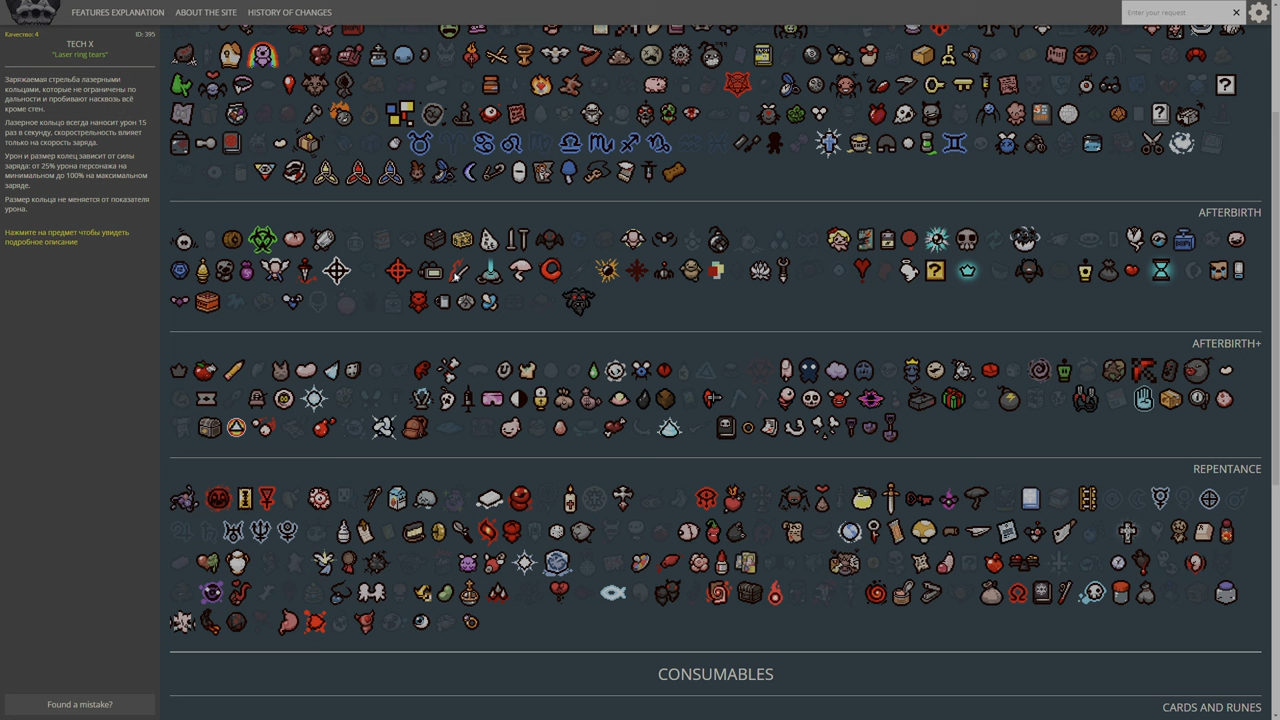 FEATURES EXPLANATION
ABOUT THE SITE
HISTORY OF CHANGES
Enter your request
Качество: 4
ID: 395
TECH X
"Laser ring tears"
Заряжаемая стрельба лазерными
кольцами, которые не ограничены по
дальности и пробивают насквозь всё
кроме стен.
Лазерное кольцо всегда наносит урон 15
раз в секунду, скорострельность влияет
только на скорость заряда.
Урон и размер колец зависит от силы
заряда: от 25% урона персонажа на
минимальном до 100% на максимальном
заряде.
Размер кольца не меняется от показателя
урона.
Нажмите на предмет чтобы увидеть
подробное описание
AFTERBIRTH
AFTERBIRTH+
REPENTANCE
CONSUMABLES
CARDS AND RUNES
Found a mistake?